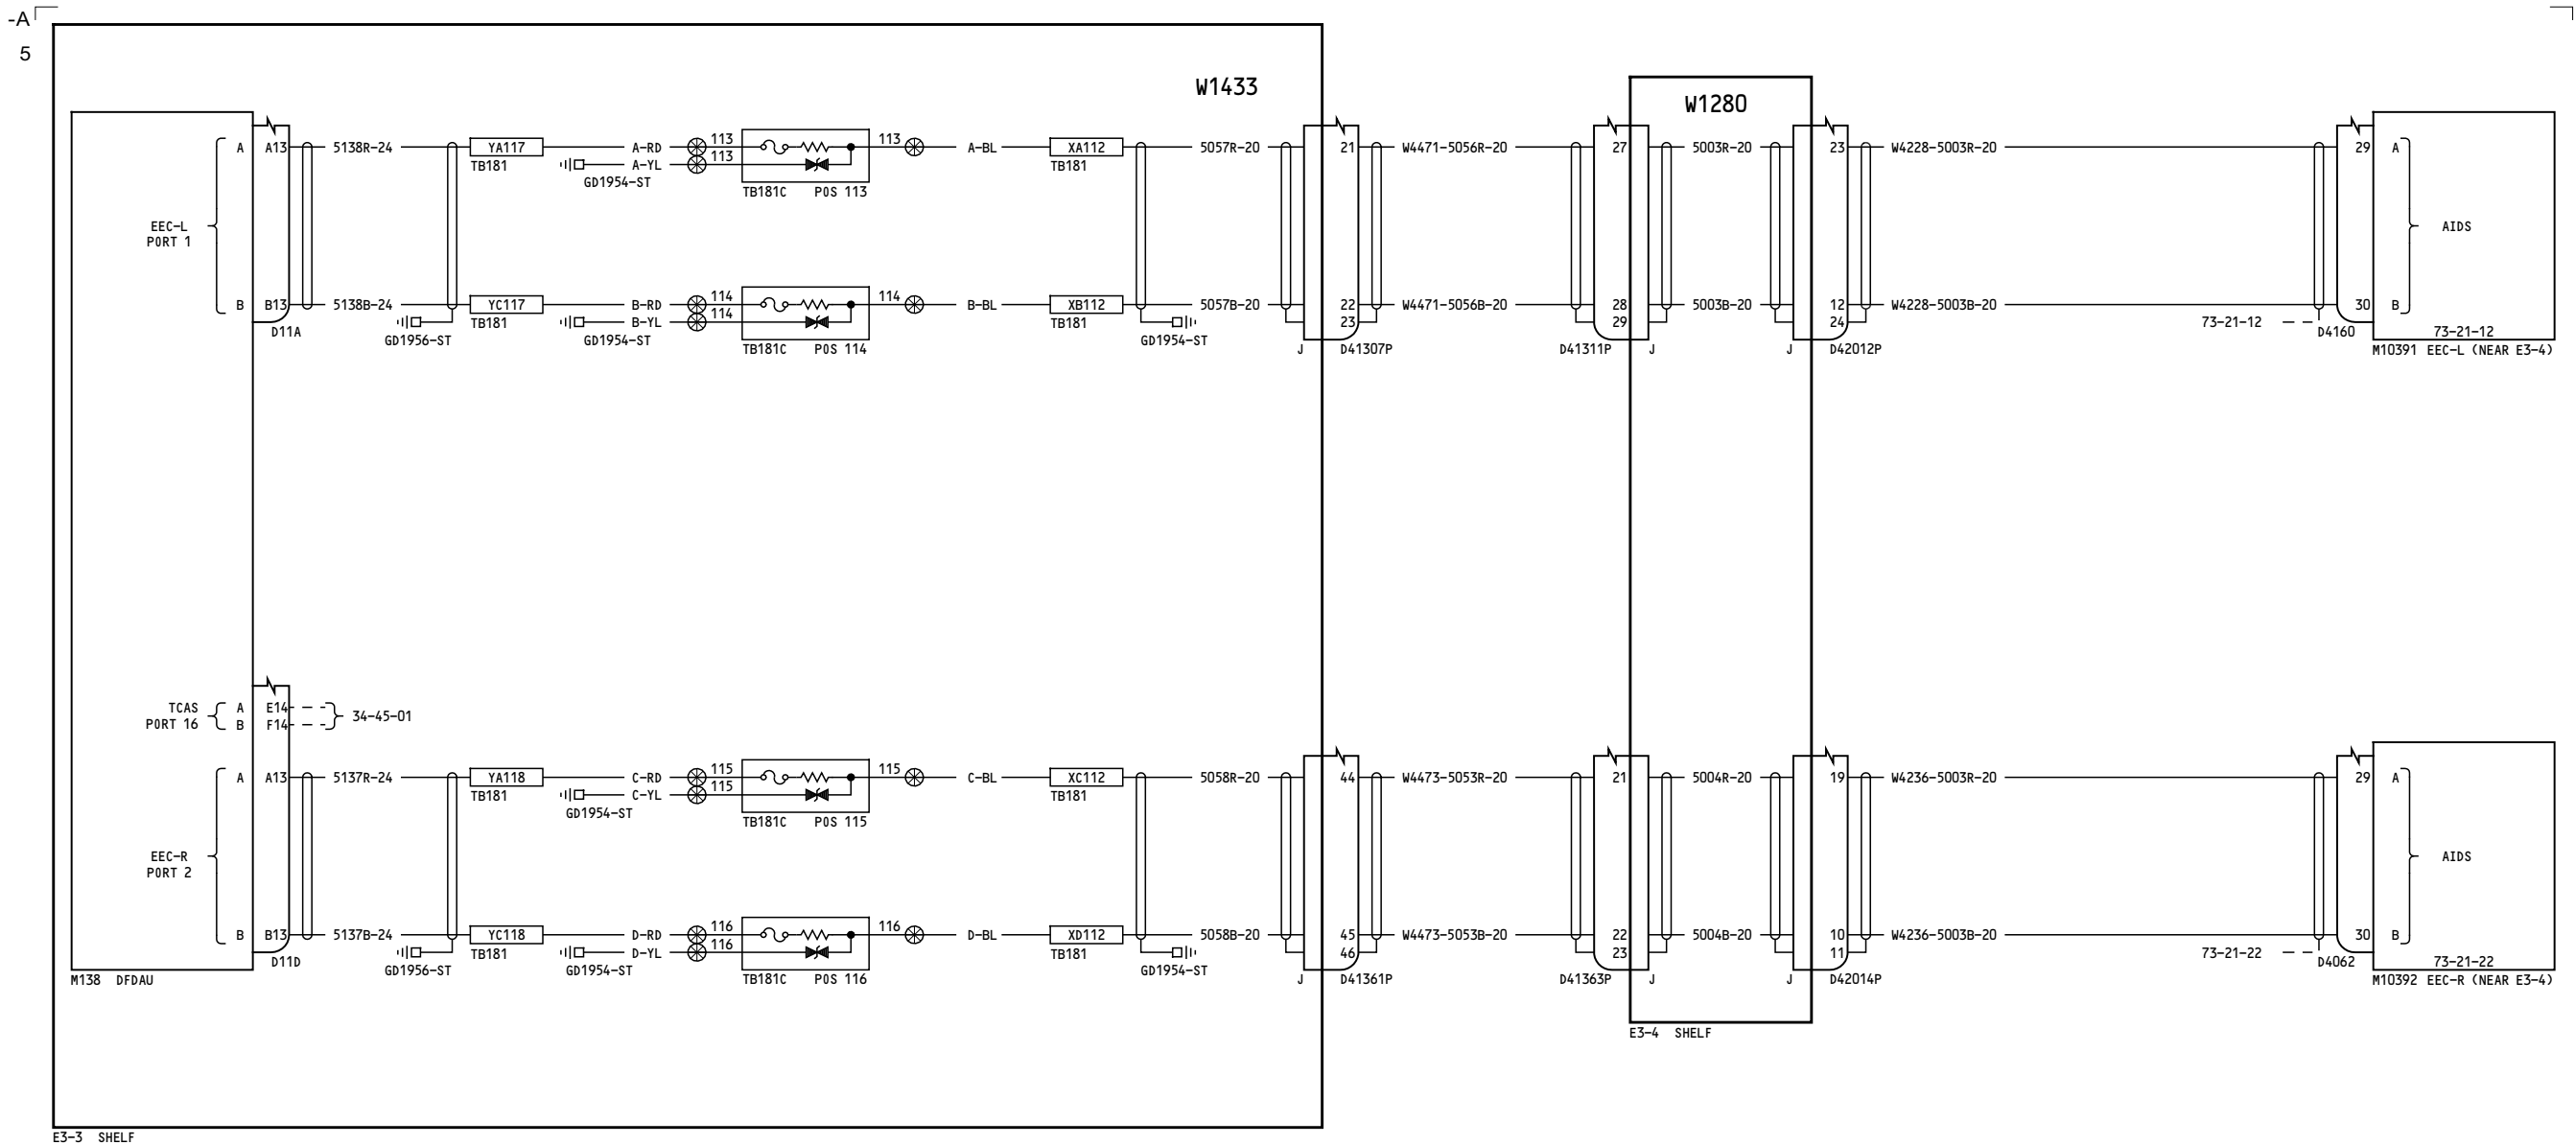 -A
5
W1433
W1280
A A13 5138R-24 YA117 A-RD 113 113 A-BL XA112 5057R-20 21 W4471-5056R-20 27 5003R-20 23 W4228-5003R-20 29 A
TB181 A-YL 113 TB181
GD1954-ST TB181C POS 113
EEC-L
PORT 1
AIDS
B B13 5138B-24 YC117 B-RD 114 114 B-BL XB112 5057B-20 22 W4471-5056B-20 28 5003B-20 12 W4228-5003B-20 30 B
TB181 B-YL 114 TB181 23 29 24 73-21-12
D11A GD1956-ST GD1954-ST TB181C POS 114 GD1954-ST J D41307P D41311P J J D42012P D4160 73-21-12
M10391 EEC-L (NEAR E3-4)
TCAS A E14
PORT 16 B F14
34-45-01
A A13 5137R-24 YA118 C-RD 115 115 C-BL XC112 5058R-20 44 W4473-5053R-20 21 5004R-20 19 W4236-5003R-20 29 A
TB181 C-YL 115 TB181
GD1954-ST TB181C POS 115
EEC-R
PORT 2
AIDS
B B13 5137B-24 YC118 D-RD 116 116 D-BL XD112 5058B-20 45 W4473-5053B-20 22 5004B-20 10 W4236-5003B-20 30 B
TB181 D-YL 116 TB181 46 23 11 73-21-22
D11D GD1956-ST GD1954-ST TB181C POS 116 GD1954-ST J D41361P D41363P J J D42014P D4062 73-21-22
M138 DFDAU
M10392 EEC-R (NEAR E3-4)
E3-4 SHELF
E3-3 SHELF